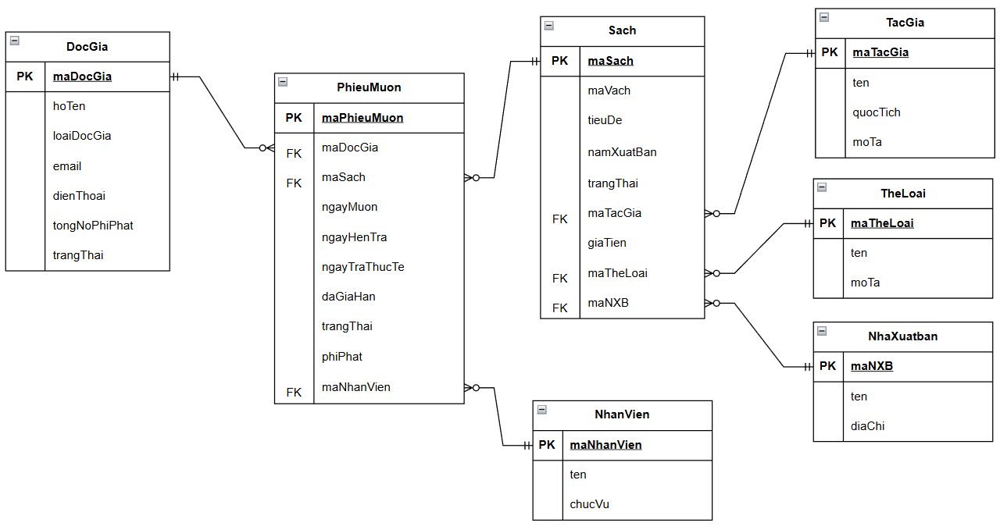 DocGia
PK maDocGia
hoTen
loaiDocGia
email
dienThoai
tongNoPhiPhat
trangThai
PhieuMuon
PK maPhieuMuon
FK maDocGia
FK maSach
ngayMuon
ngayHenTra
ngayTraThucTe
daGiaHan
trangThai
phiPhat
FK maNhanVien
Sach
PK maSach
maVach
tieuDe
namXuatBan
trangThai
FK maTacGia
giaTien
FK maTheLoai
FK maNXB
NhanVien
PK maNhanVien
ten
chucVu
TacGia
PK maTacGia
ten
quocTich
moTa
TheLoai
PK maTheLoai
ten
moTa
NhaXuatban
PK maNXB
ten
diaChi